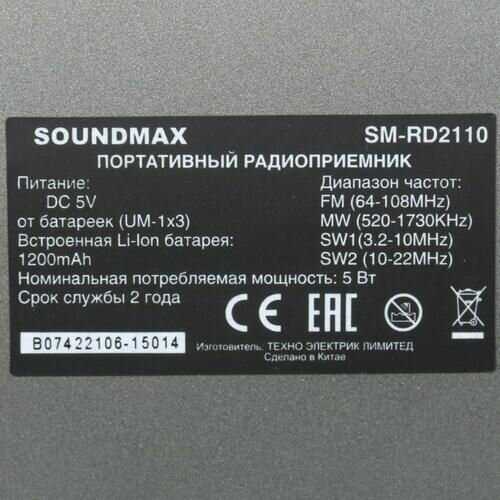 SOUNDMAX SM-RD2110
ПОРТАТИВНЫЙ РАДИОПРИЕМНИК
Питание:
DC 5V
от батареек (UM-1x3)
Встроенная Li-Ion батарея:
1200mAh
Диапазон частот:
FM (64-108MHz)
MW (520-1730KHz)
SW1(3.2-10MHz)
SW2 (10-22MHz)
Номинальная потребляемая мощность: 5 Вт
Срок службы 2 года
B07422106-15014
CE EAC
Изготовитель: ТЕХНО ЭЛЕКТРИК ЛИМИТЕД
Сделано в Китае